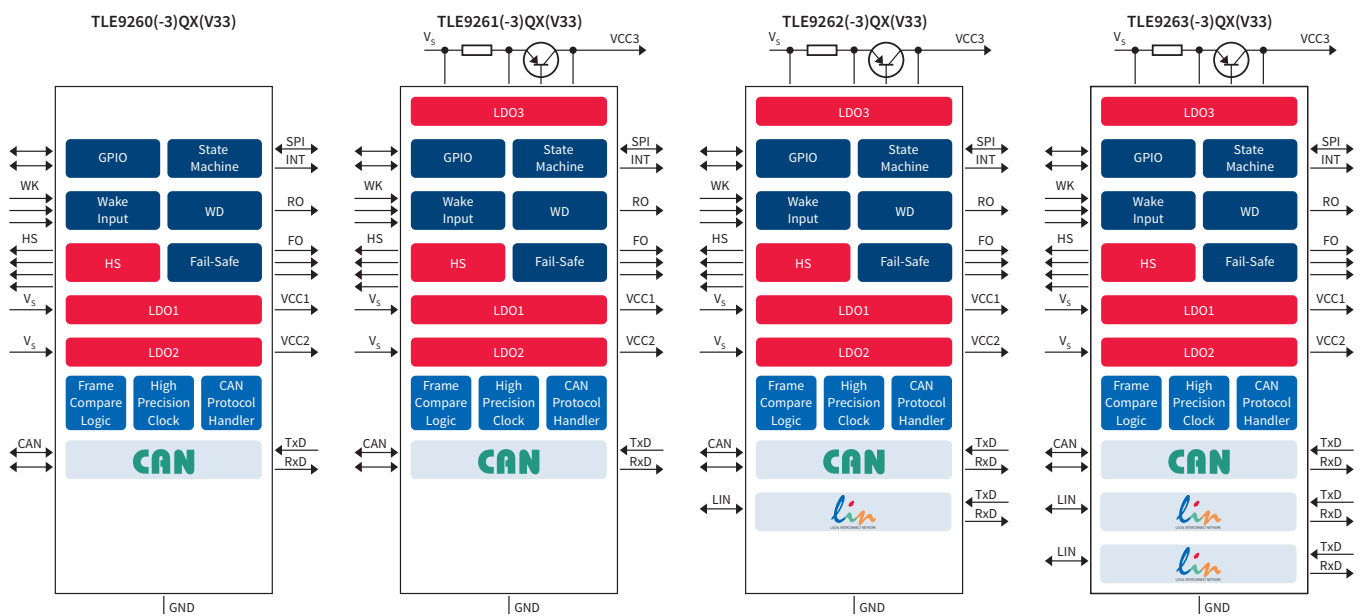 TLE9260(-3)QX(V33)
GPIO
State
Machine
SPI
INT
WK
Wake
Input
WD
RO
HS
HS
Fail-Safe
FO
VS
LDO1
VCC1
VS
LDO2
VCC2
Frame
Compare
Logic
High
Precision
Clock
CAN
Protocol
Handler
CAN
CAN
TxD
RxD
GND
TLE9261(-3)QX(V33)
VS
VCC3
LDO3
GPIO
State
Machine
SPI
INT
WK
Wake
Input
WD
RO
HS
HS
Fail-Safe
FO
VS
LDO1
VCC1
VS
LDO2
VCC2
Frame
Compare
Logic
High
Precision
Clock
CAN
Protocol
Handler
CAN
CAN
TxD
RxD
GND
TLE9262(-3)QX(V33)
VS
VCC3
LDO3
GPIO
State
Machine
SPI
INT
WK
Wake
Input
WD
RO
HS
HS
Fail-Safe
FO
VS
LDO1
VCC1
VS
LDO2
VCC2
Frame
Compare
Logic
High
Precision
Clock
CAN
Protocol
Handler
CAN
CAN
TxD
RxD
LIN
lin
LOCAL INTERCONNECT NETWORK
TxD
RxD
GND
TLE9263(-3)QX(V33)
VS
VCC3
LDO3
GPIO
State
Machine
SPI
INT
WK
Wake
Input
WD
RO
HS
HS
Fail-Safe
FO
VS
LDO1
VCC1
VS
LDO2
VCC2
Frame
Compare
Logic
High
Precision
Clock
CAN
Protocol
Handler
CAN
CAN
TxD
RxD
LIN
lin
LOCAL INTERCONNECT NETWORK
TxD
RxD
LIN
lin
LOCAL INTERCONNECT NETWORK
TxD
RxD
GND